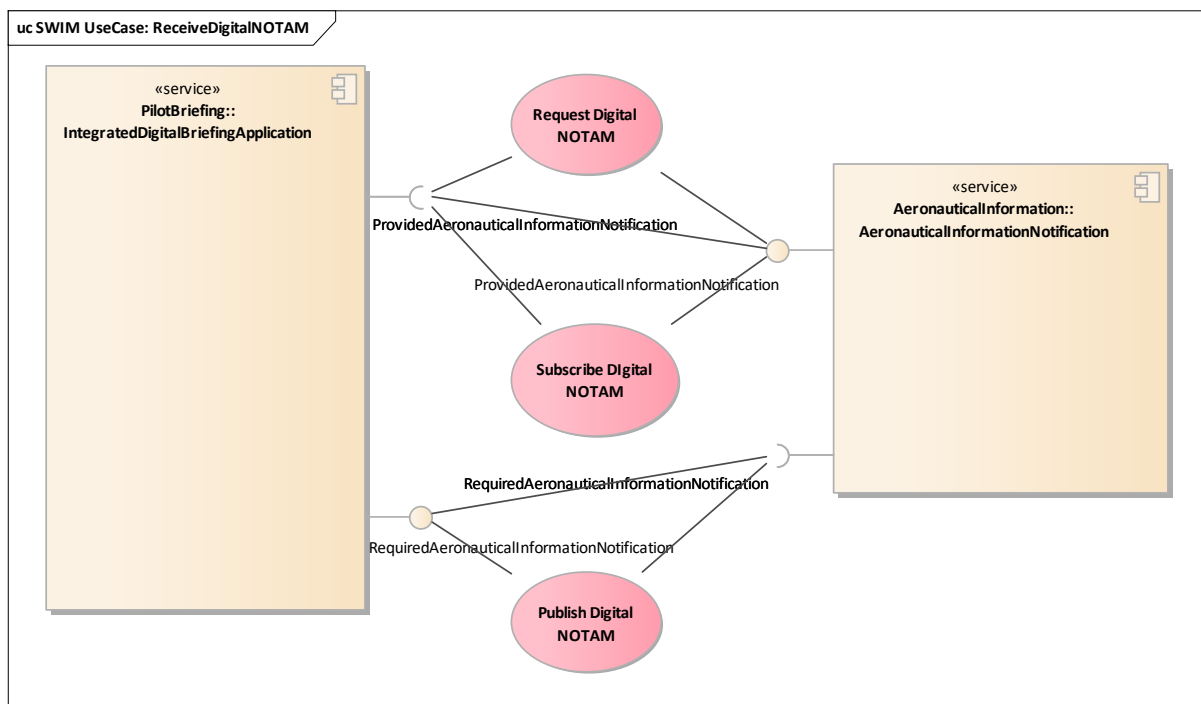 uc SWIM UseCase: ReceiveDigitalNOTAM
«service»
PilotBriefing::
IntegratedDigitalBriefingApplication
Request Digital
NOTAM
«service»
AeronauticalInformation::
AeronauticalInformationNotification
ProvidedAeronauticalInformationNotification
ProvidedAeronauticalInformationNotification
Subscribe DIgital
NOTAM
RequiredAeronauticalInformationNotification
RequiredAeronauticalInformationNotification
Publish Digital
NOTAM